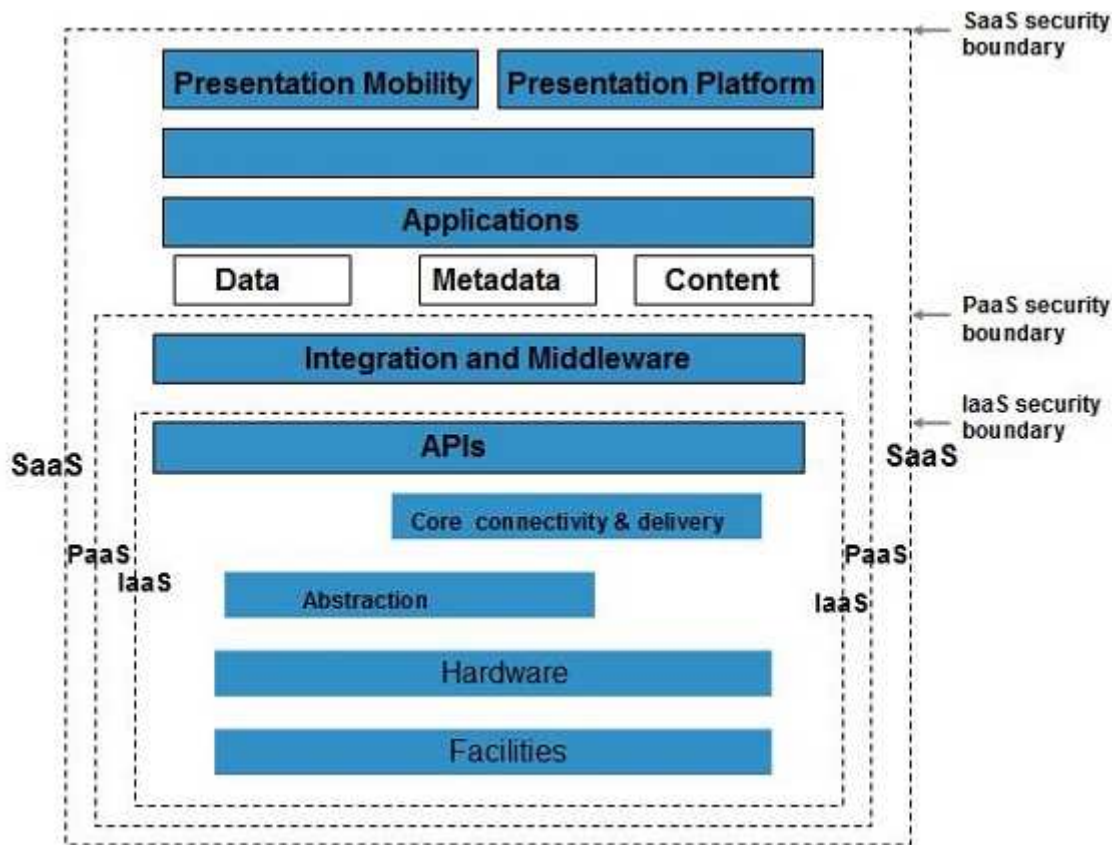 SaaS security
boundary
Presentation Mobility
Presentation Platform
Applications
Data
Metadata
Content
PaaS security
boundary
Integration and Middleware
IaaS security
boundary
APIs
SaaS
SaaS
Core connectivity & delivery
PaaS
PaaS
IaaS
IaaS
Abstraction
Hardware
Facilities